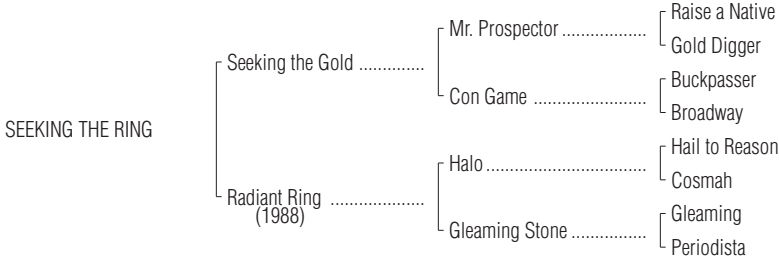 Raise a Native
Mr. Prospector ..................
Gold Digger
Seeking the Gold ..............
Buckpasser
Con Game ........................
Broadway
SEEKING THE RING
Hail to Reason
Halo ..................................
Cosmah
Radiant Ring ....................
(1988)
Gleaming
Gleaming Stone ................
Periodista